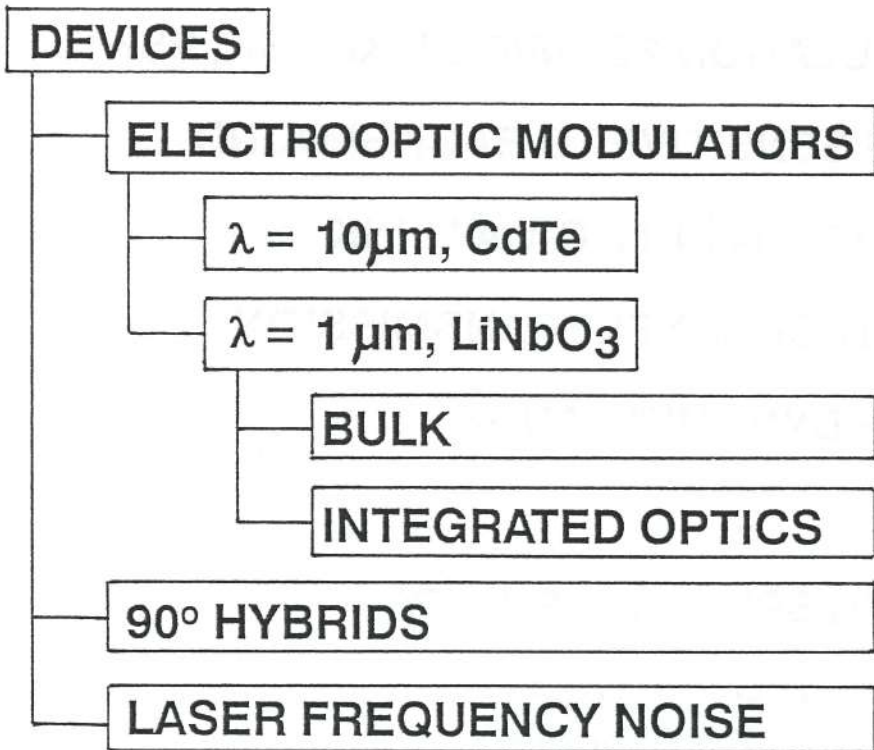 DEVICES
ELECTROOPTIC MODULATORS
λ = 10μm, CdTe
λ = 1 μm, LiNbO3
BULK
INTEGRATED OPTICS
90° HYBRIDS
LASER FREQUENCY NOISE